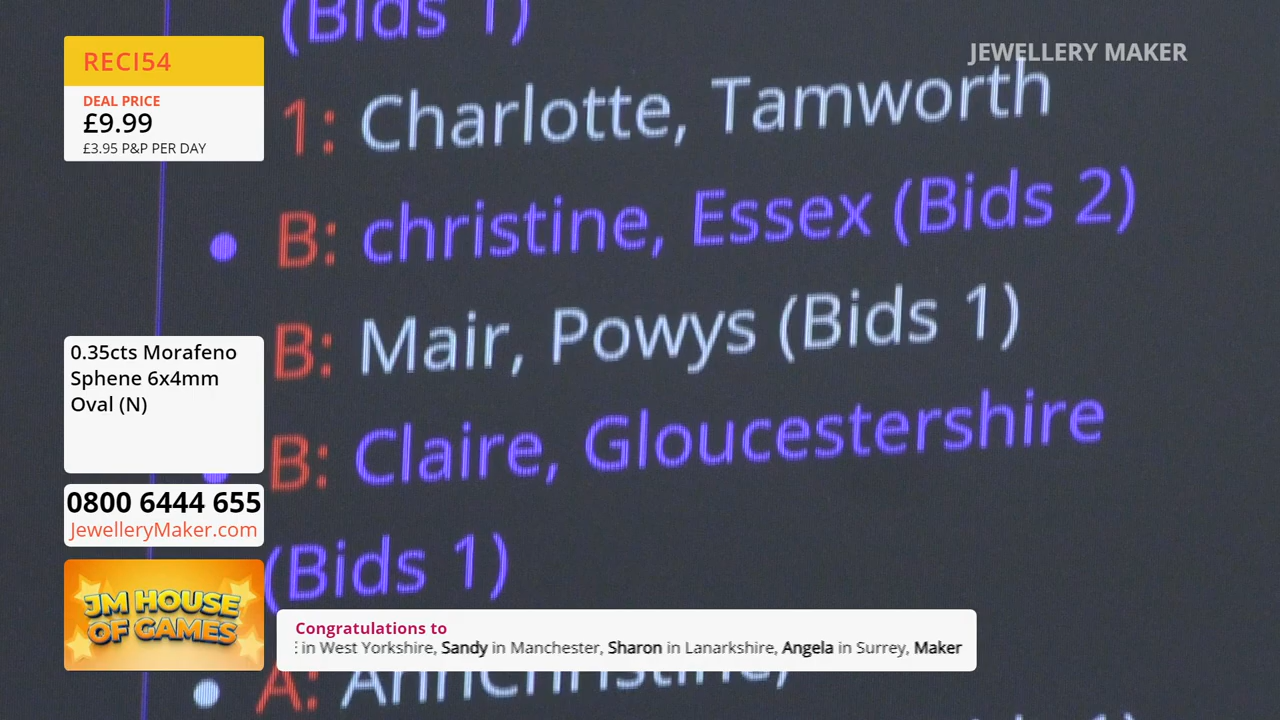 (Bids 1)
RECI54
DEAL PRICE
£9.99
£3.95 P&P PER DAY
JEWELLERY MAKER
1: Charlotte, Tamworth
B: christine, Essex (Bids 2)
B: Mair, Powys (Bids 1)
B: Claire, Gloucestershire
(Bids 1)
A: AnnChristine,
0.35cts Morafeno
Sphene 6x4mm
Oval (N)
0800 6444 655
JewelleryMaker.com
JM HOUSE
OF GAMES
Congratulations to
in West Yorkshire, Sandy in Manchester, Sharon in Lanarkshire, Angela in Surrey, Maker